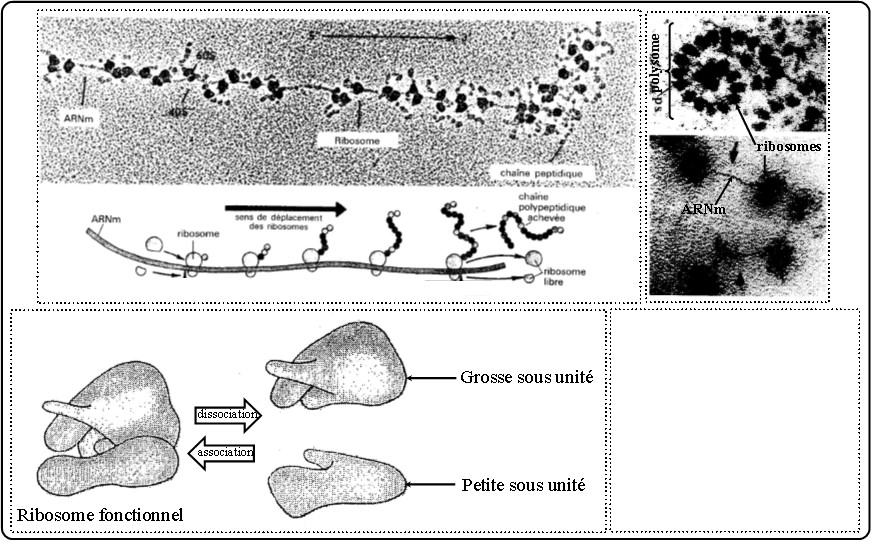 5'
3'
60S
40S
ARNm
Ribosome
chaîne peptidique
polysome
ribosomes
ARNm
ARNm
ribosome
sens de déplacement
des ribosomes
chaîne
polypeptidique
achevée
ribosome
libre
dissociation
association
Grosse sous unité
Petite sous unité
Ribosome fonctionnel